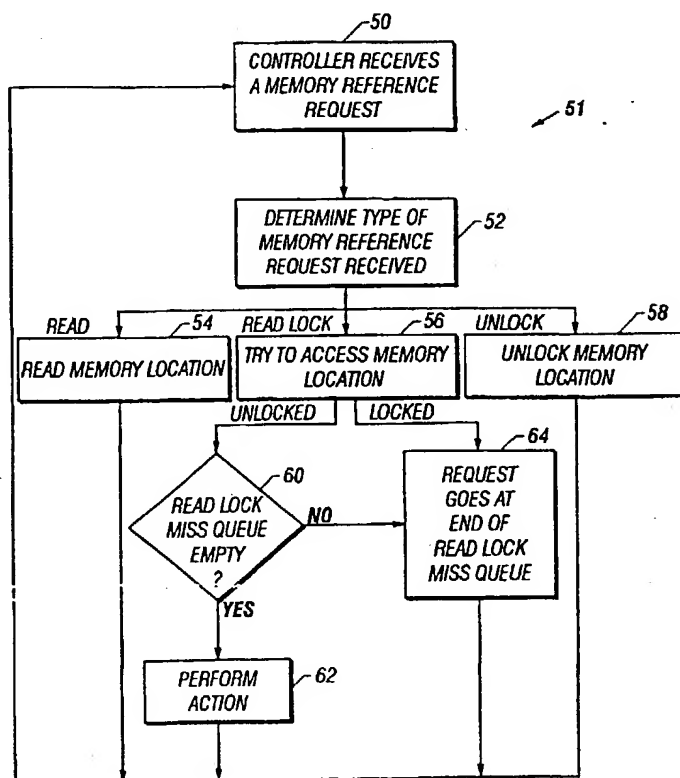 50
CONTROLLER RECEIVES
A MEMORY REFERENCE
REQUEST
51
DETERMINE TYPE OF
MEMORY REFERENCE
REQUEST RECEIVED
52
READ
54
READ LOCK
56
UNLOCK
58
READ MEMORY LOCATION
TRY TO ACCESS MEMORY
LOCATION
UNLOCK MEMORY
LOCATION
UNLOCKED
LOCKED
60
64
READ LOCK
MISS QUEUE
EMPTY
?
NO
REQUEST
GOES AT
END OF
READ LOCK
MISS QUEUE
YES
PERFORM
ACTION
62